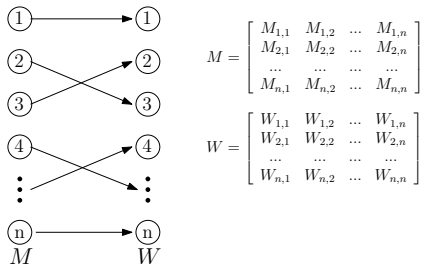 1 1
2 2
3 3
4 4
n n
M W
M = [ M1,1 M1,2 ... M1,n
M2,1 M2,2 ... M2,n
... ... ... ...
Mn,1 Mn,2 ... Mn,n ]
W = [ W1,1 W1,2 ... W1,n
W2,1 W2,2 ... W2,n
... ... ... ...
Wn,1 Wn,2 ... Wn,n ]